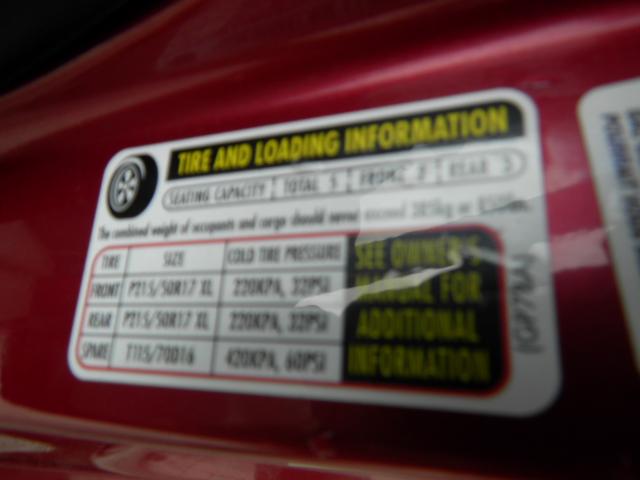 TIRE AND LOADING INFORMATION
SEATING CAPACITY TOTAL 5 FRONT 2 REAR 3
The combined weight of occupants and cargo should never exceed 385kg or
TIRE SIZE COLD TIRE PRESSURE SEE OWNER'S
FRONT P215/50R17 XL 220KPA, 32PSI MANUAL FOR
REAR P215/50R17 XL 220KPA, 32PSI ADDITIONAL
SPARE T115/70D16 420KPA, 60PSI INFORMATION